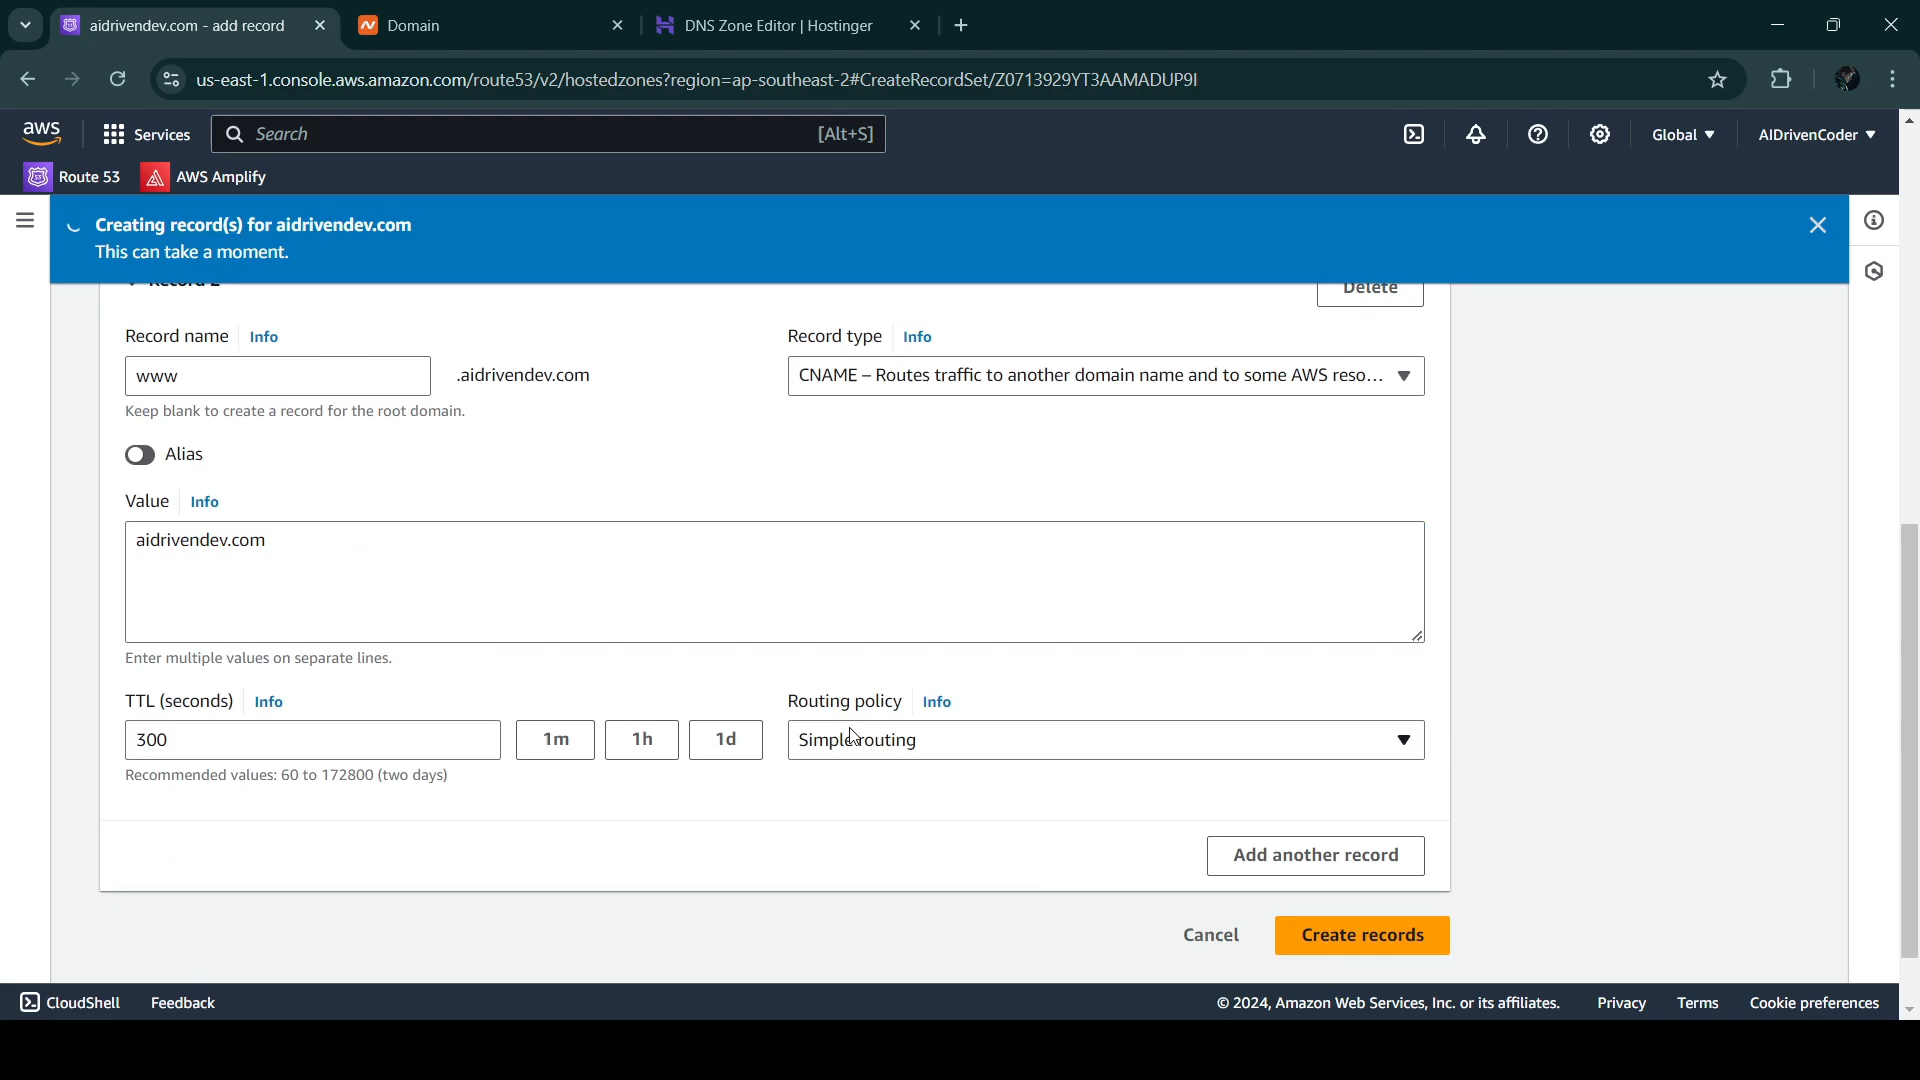 aidrivendev.com - add record
Domain
DNS Zone Editor | Hostinger
us-east-1.console.aws.amazon.com/route53/v2/hostedzones?region=ap-southeast-2#CreateRecordSet/Z0713929YT3AAMADUP9I
aws
Services
Search
[Alt+S]
Global
AIDrivenCoder
Route 53
AWS Amplify
Creating record(s) for aidrivendev.com
This can take a moment.
Record 2
Delete
Record name
Info
Record type
Info
www
.aidrivendev.com
CNAME – Routes traffic to another domain name and to some AWS reso...
Keep blank to create a record for the root domain.
Alias
Value
Info
aidrivendev.com
Enter multiple values on separate lines.
TTL (seconds)
Info
Routing policy
Info
300
1m
1h
1d
Simple routing
Recommended values: 60 to 172800 (two days)
Add another record
Cancel
Create records
CloudShell
Feedback
© 2024, Amazon Web Services, Inc. or its affiliates.
Privacy
Terms
Cookie preferences